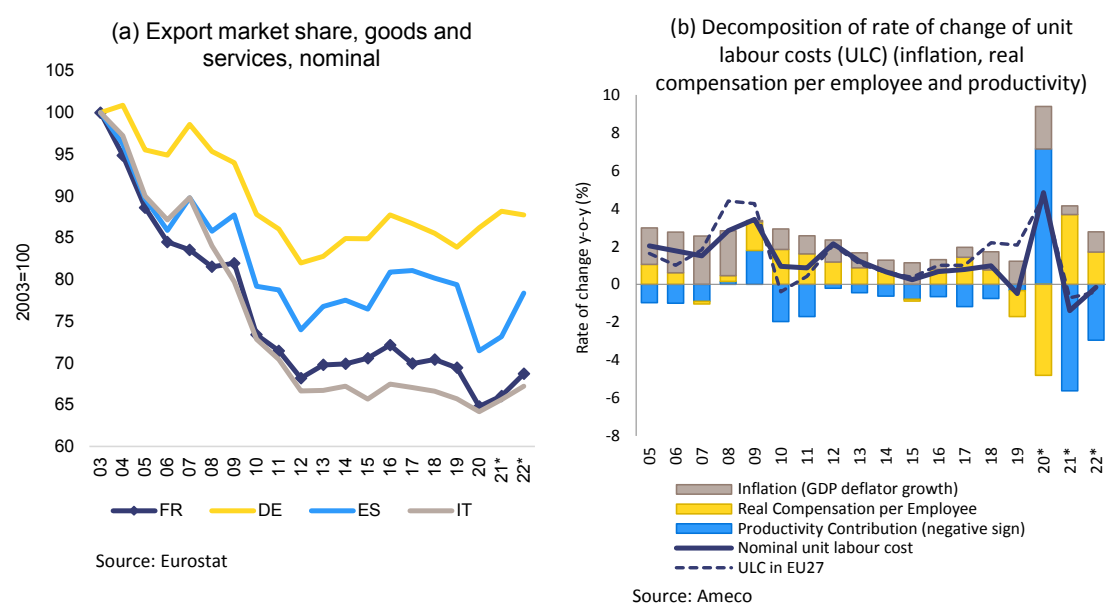 (a) Export market share, goods and
services, nominal
105
100
95
90
85
80
75
70
65
60
2003=100
03 04 05 06 07 08 09 10 11 12 13 14 15 16 17 18 19 20 21* 22*
FR DE ES IT
Source: Eurostat
(b) Decomposition of rate of change of unit
labour costs (ULC) (inflation, real
compensation per employee and productivity)
10
8
6
4
2
0
-2
-4
-6
-8
Rate of change y-o-y (%)
05 06 07 08 09 10 11 12 13 14 15 16 17 18 19 20* 21* 22*
Inflation (GDP deflator growth)
Real Compensation per Employee
Productivity Contribution (negative sign)
Nominal unit labour cost
ULC in EU27
Source: Ameco